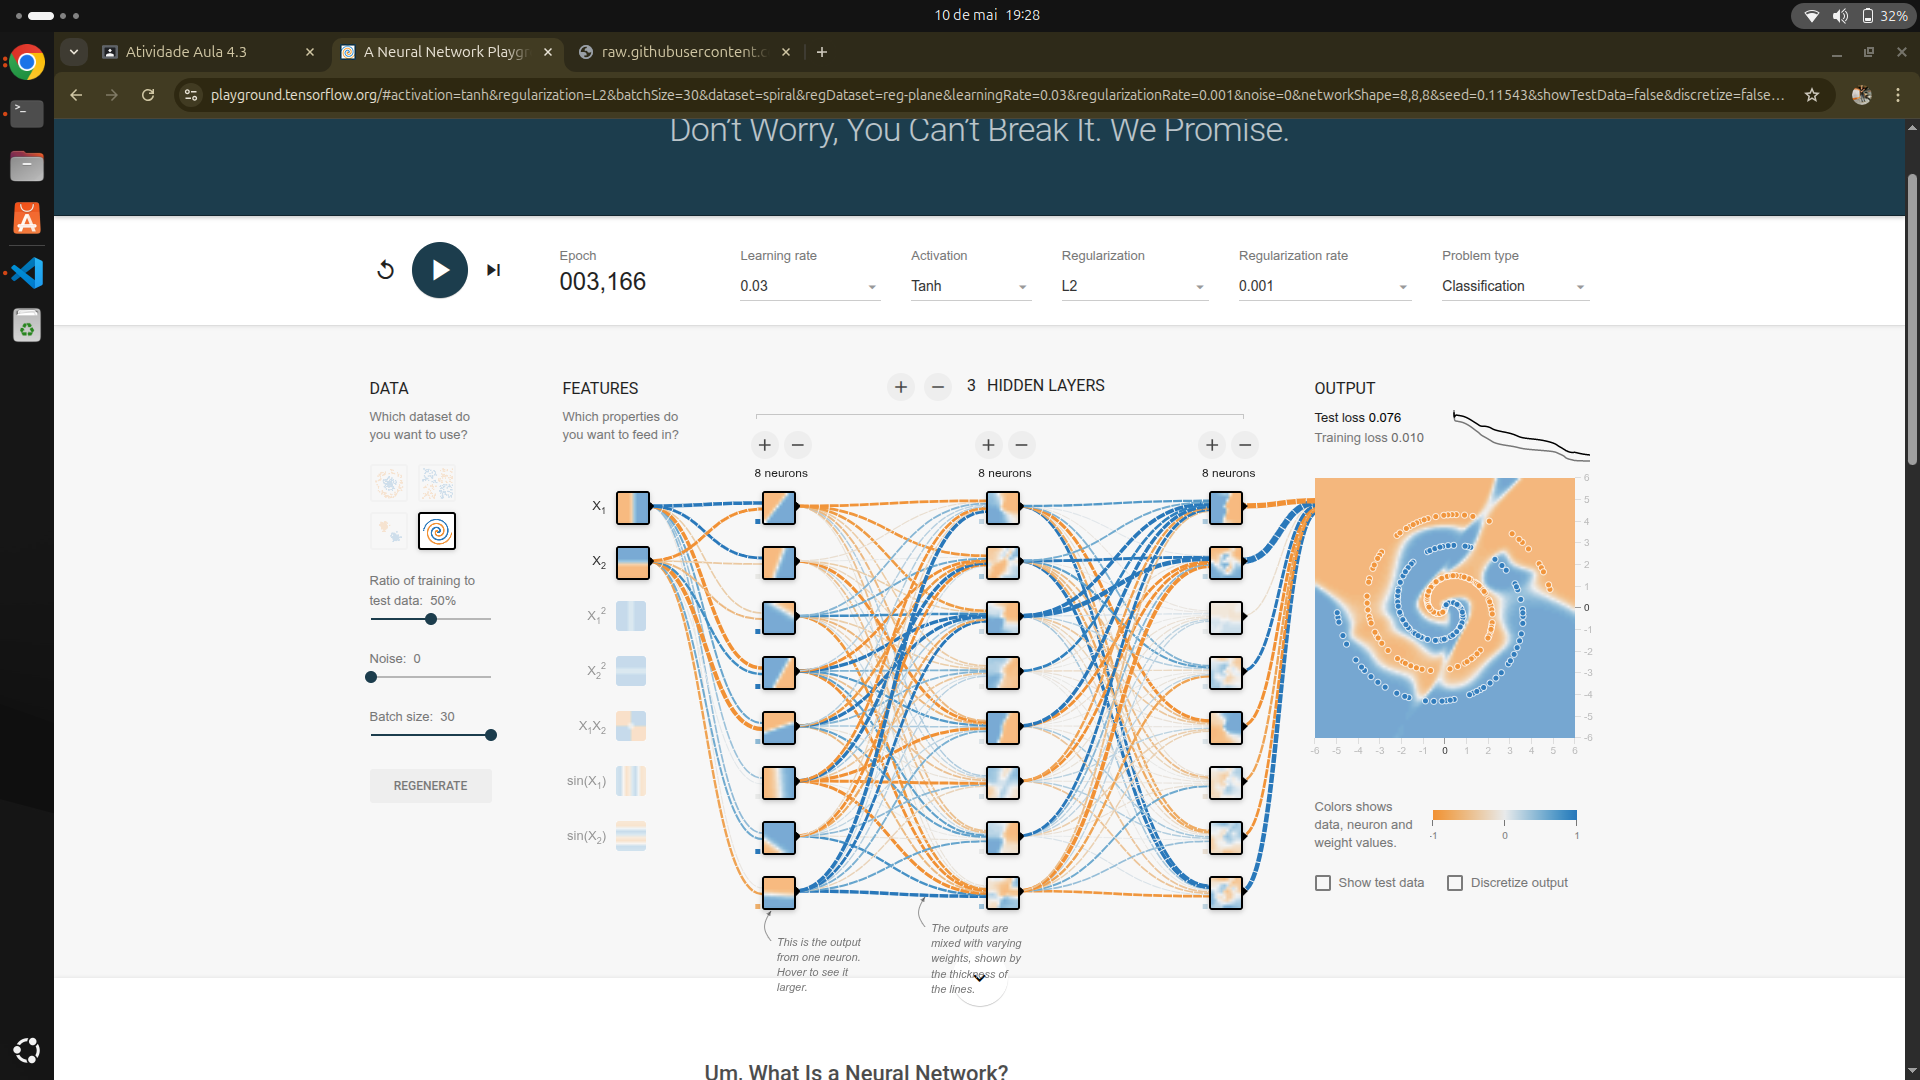 10 de mai 19:28
32%
Atividade Aula 4.3
A Neural Network Playgr
raw.githubusercontent.c
playground.tensorflow.org/#activation=tanh&regularization=L2&batchSize=30&dataset=spiral&regDataset=reg-plane&learningRate=0.03&regularizationRate=0.001&noise=0&networkShape=8,8,8&seed=0.11543&showTestData=false&discretize=false...
Don't Worry, You Can't Break It. We Promise.
Epoch
003,166
Learning rate
0.03
Activation
Tanh
Regularization
L2
Regularization rate
0.001
Problem type
Classification
DATA
Which dataset do
you want to use?
Ratio of training to
test data: 50%
Noise: 0
Batch size: 30
REGENERATE
FEATURES
Which properties do
you want to feed in?
X1
X2
X1²
X2²
X1X2
sin(X1)
sin(X2)
3 HIDDEN LAYERS
8 neurons
8 neurons
8 neurons
This is the output
from one neuron.
Hover to see it
larger.
The outputs are
mixed with varying
weights, shown by
the thickness of
the lines.
OUTPUT
Test loss 0.076
Training loss 0.010
6
5
4
3
2
1
0
-1
-2
-3
-4
-5
-6
-6 -5 -4 -3 -2 -1 0 1 2 3 4 5 6
Colors shows
data, neuron and
weight values.
-1 0 1
Show test data
Discretize output
Um. What Is a Neural Network?